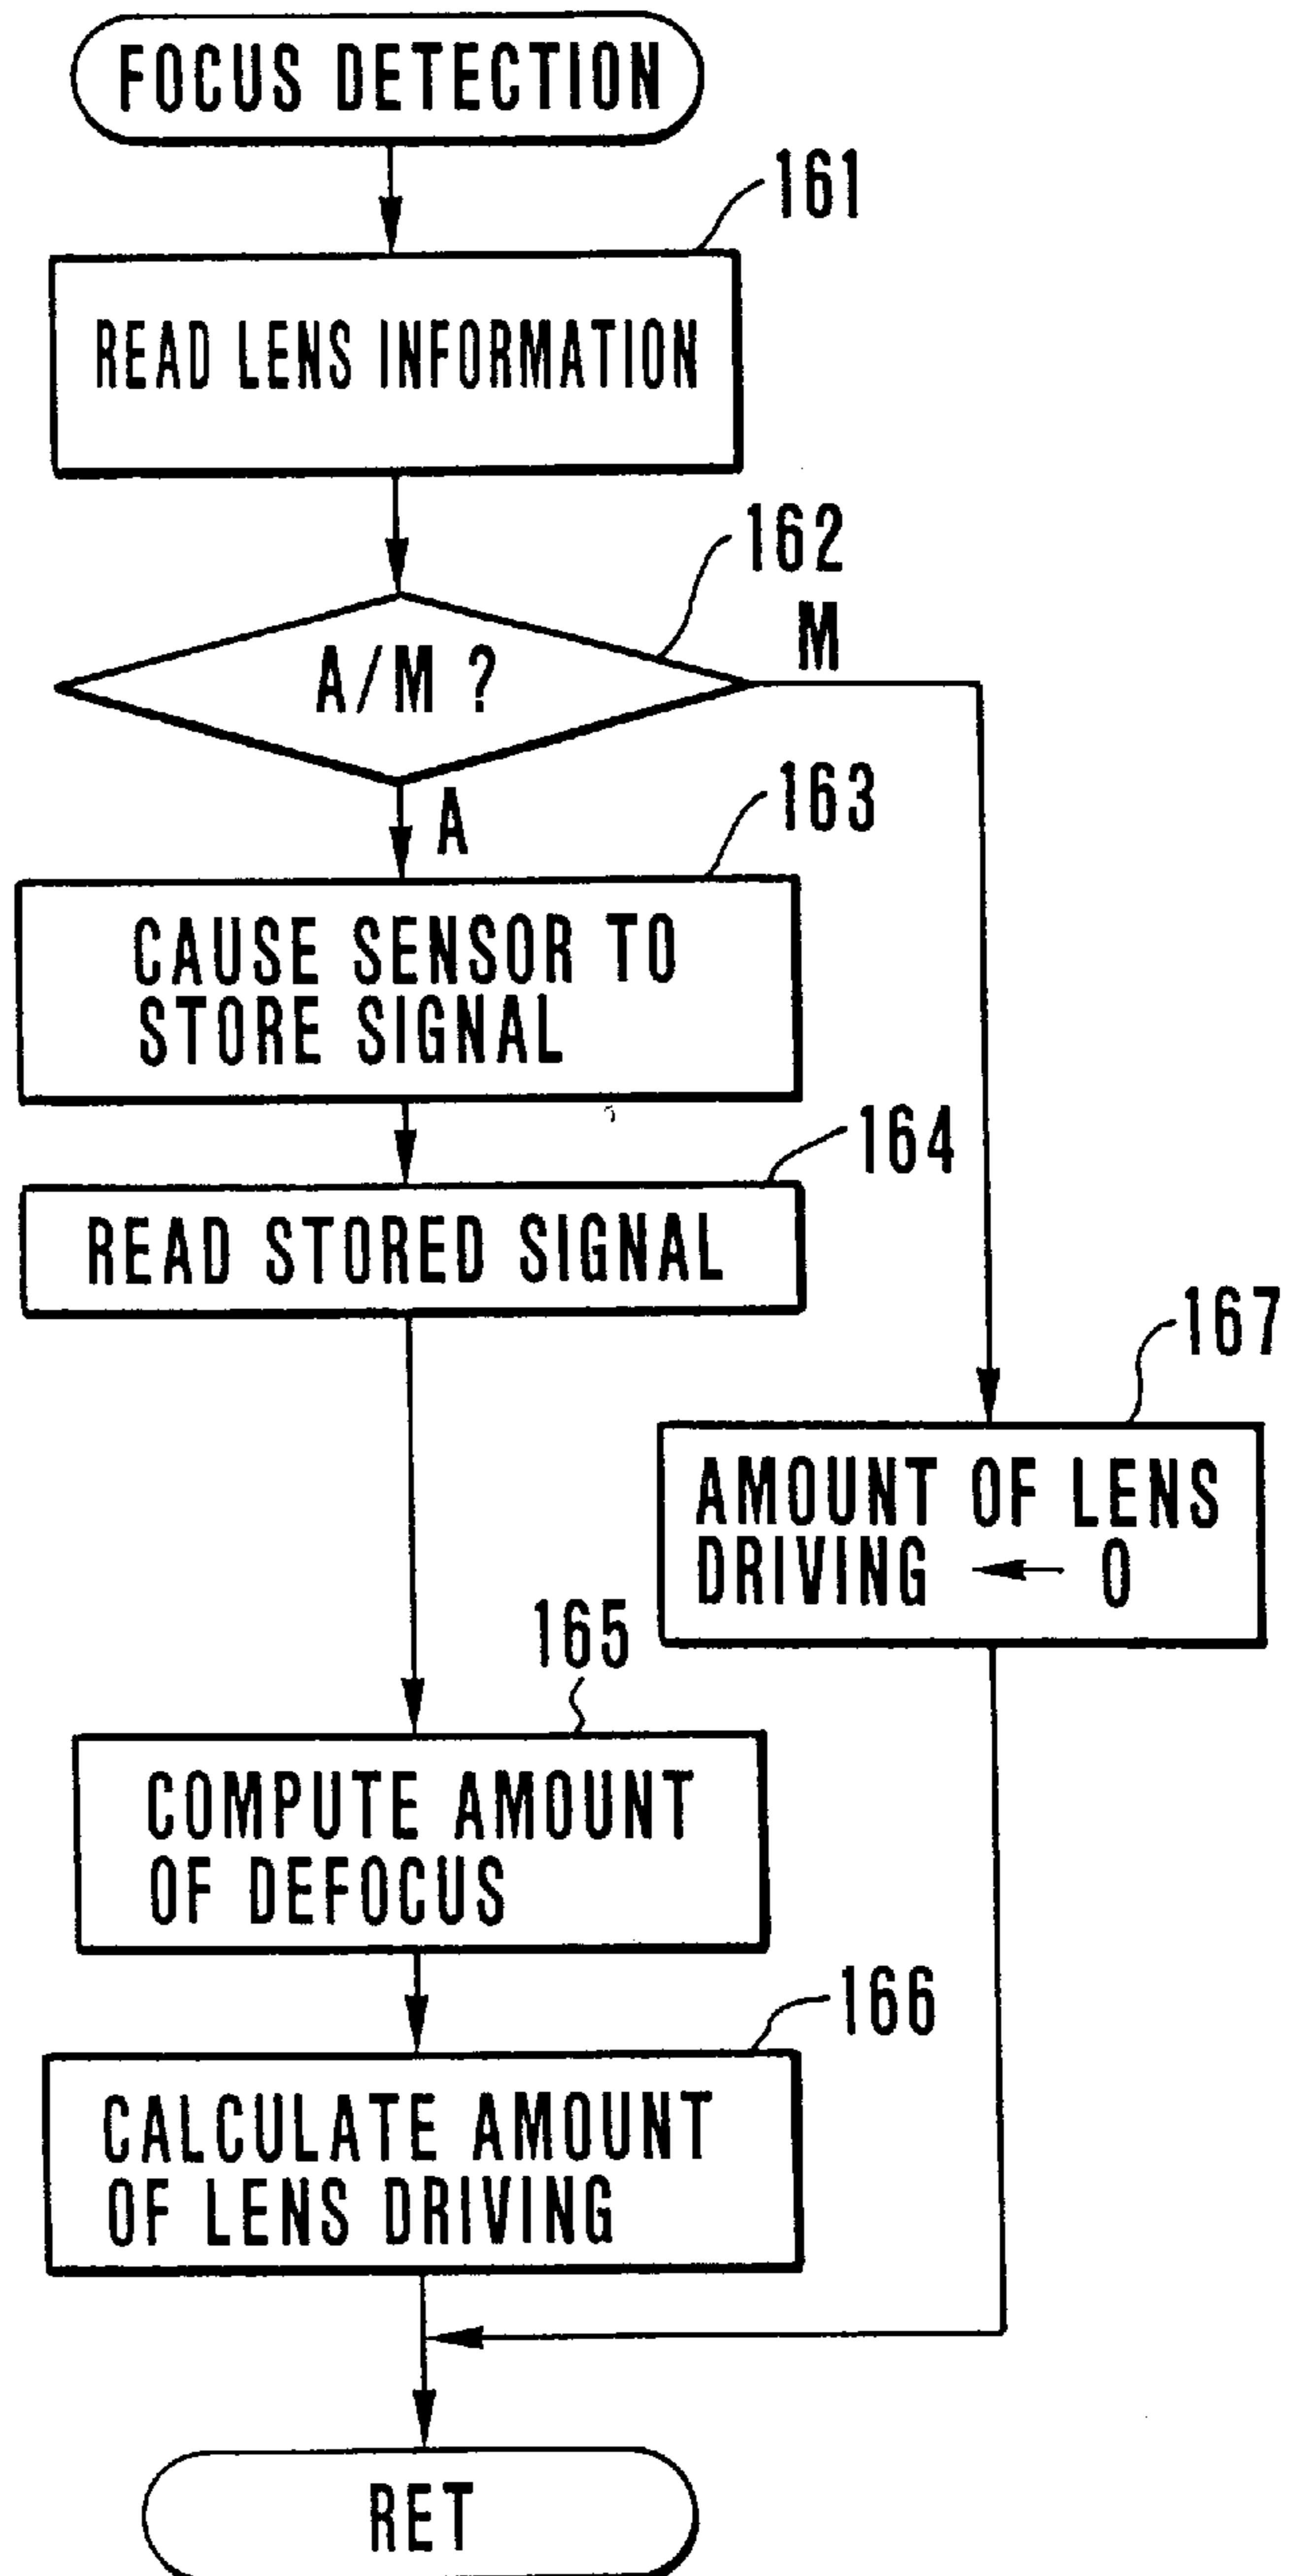 FOCUS DETECTION
161
READ LENS INFORMATION
162
A/M ?
M
A
163
CAUSE SENSOR TO
STORE SIGNAL
164
READ STORED SIGNAL
167
AMOUNT OF LENS
DRIVING ← 0
165
COMPUTE AMOUNT
OF DEFOCUS
166
CALCULATE AMOUNT
OF LENS DRIVING
RET